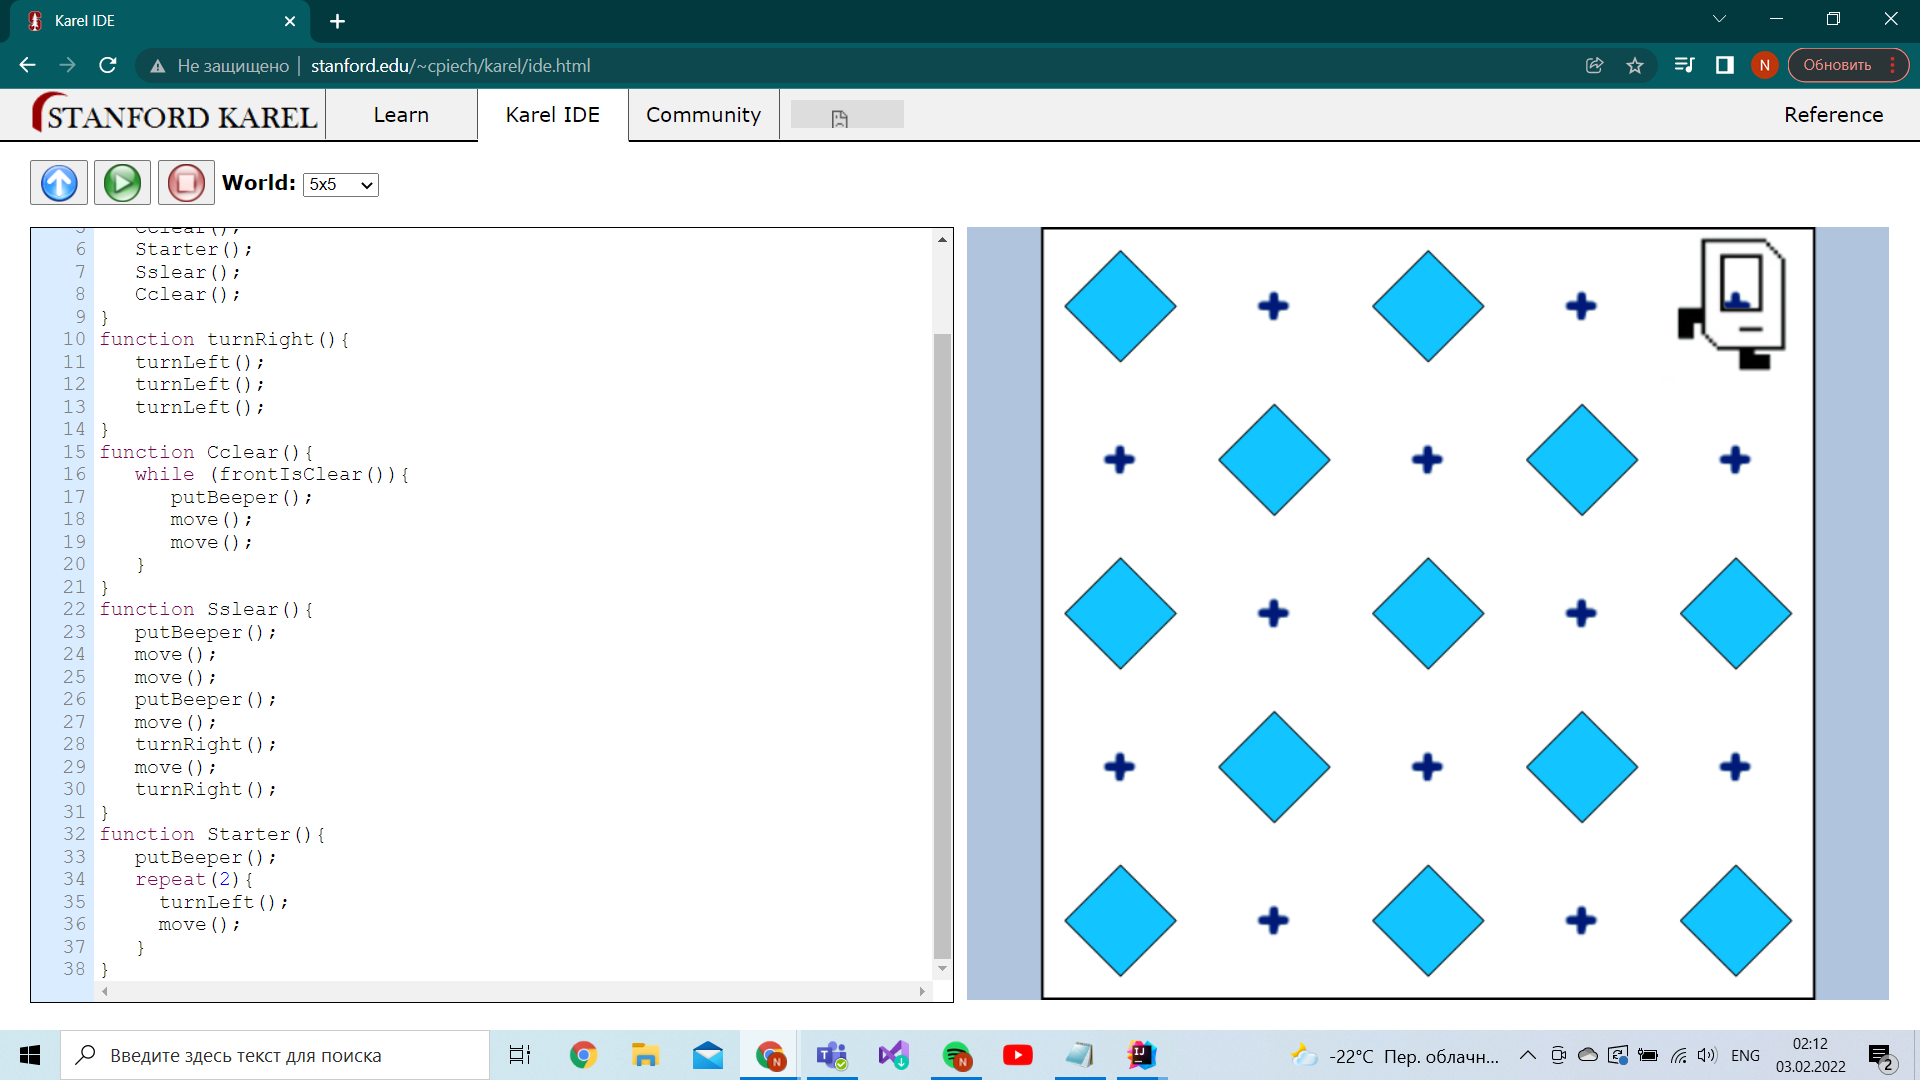 Karel IDE
Не защищено | stanford.edu/~cpiech/karel/ide.html
N
Обновить
STANFORD KAREL
Learn
Karel IDE
Community
Reference
World: 5x5
5 Cclear();
6 Starter();
7 Sslear();
8 Cclear();
9 }
10 function turnRight(){
11 turnLeft();
12 turnLeft();
13 turnLeft();
14 }
15 function Cclear(){
16 while (frontIsClear()){
17 putBeeper();
18 move();
19 move();
20 }
21 }
22 function Sslear(){
23 putBeeper();
24 move();
25 move();
26 putBeeper();
27 move();
28 turnRight();
29 move();
30 turnRight();
31 }
32 function Starter(){
33 putBeeper();
34 repeat(2){
35 turnLeft();
36 move();
37 }
38 }
Введите здесь текст для поиска
-22°C Пер. облачн...
ENG
02:12
03.02.2022
2